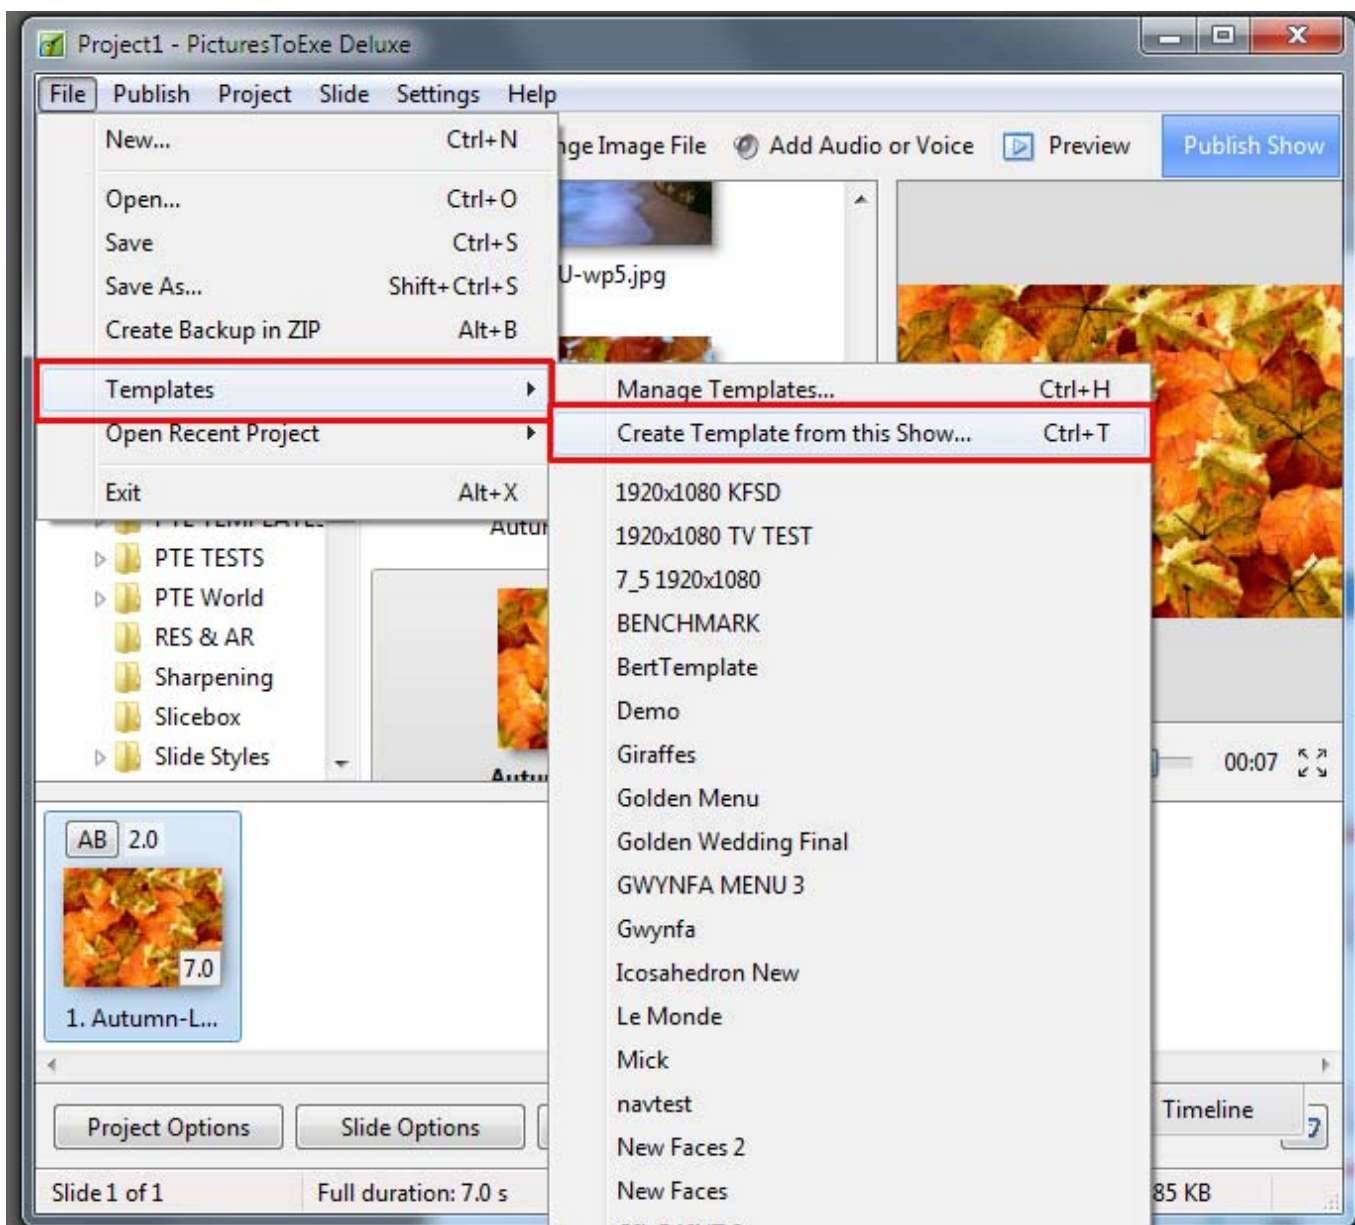 Project1 - PicturesToExe Deluxe
File Publish Project Slide Settings Help
New... Ctrl+N
Image File Add Audio or Voice Preview Publish Show
Open... Ctrl+O
Save Ctrl+S
U-wp5.jpg
Save As... Shift+Ctrl+S
Create Backup in ZIP Alt+B
Templates
Manage Templates... Ctrl+H
Open Recent Project
Create Template from this Show... Ctrl+T
Exit Alt+X
1920x1080 KFSD
PTE TEMPLATES
1920x1080 TV TEST
PTE TESTS
7_5 1920x1080
PTE World
BENCHMARK
RES & AR
BertTemplate
Sharpening
Demo
Slicebox
Giraffes
Slide Styles
00:07
Golden Menu
AB 2.0
Golden Wedding Final
GWYNFA MENU 3
Gwynfa
7.0
Icosahedron New
1. Autumn-L...
Le Monde
Mick
navtest
Timeline
Project Options Slide Options
New Faces 2
Slide 1 of 1 Full duration: 7.0 s
New Faces
85 KB